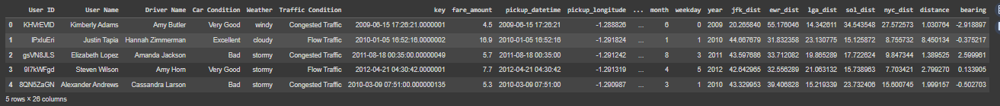 User ID User Name Driver Name Car Condition Weather Traffic Condition key fare_amount pickup_datetime pickup_longitude ... month weekday year jfk_dist ewr_dist lga_dist sol_dist nyc_dist distance bearing
0 KHVrEVlD Kimberly Adams Amy Butler Very Good windy Congested Traffic 2009-06-15 17:26:21.0000001 4.5 2009-06-15 17:26:21 -1.288826 ... 6 0 2009 20.265840 55.176046 14.342611 34.543548 27.572573 1.030764 -2.918897
1 lPxIuEri Justin Tapia Hannah Zimmerman Excellent cloudy Flow Traffic 2010-01-05 16:52:16.0000002 16.9 2010-01-05 16:52:16 -1.291824 ... 1 1 2010 44.667679 31.832358 23.130775 15.125872 8.755732 8.450134 -0.375217
2 gsVN8JLS Elizabeth Lopez Amanda Jackson Bad stormy Congested Traffic 2011-08-18 00:35:00.00000049 5.7 2011-08-18 00:35:00 -1.291242 ... 8 3 2011 43.597686 33.712082 19.865289 17.722624 9.847344 1.389525 2.599961
3 9I7kWFgd Steven Wilson Amy Horn Very Good stormy Flow Traffic 2012-04-21 04:30:42.0000001 7.7 2012-04-21 04:30:42 -1.291319 ... 4 5 2012 42.642965 32.556289 21.063132 15.738963 7.703421 2.799270 0.133905
4 8QN5ZaGN Alexander Andrews Cassandra Larson Bad stormy Congested Traffic 2010-03-09 07:51:00.000000135 5.3 2010-03-09 07:51:00 -1.290987 ... 3 1 2010 43.329953 39.406828 15.219339 23.732406 15.600745 1.999157 -0.502703
5 rows × 26 columns